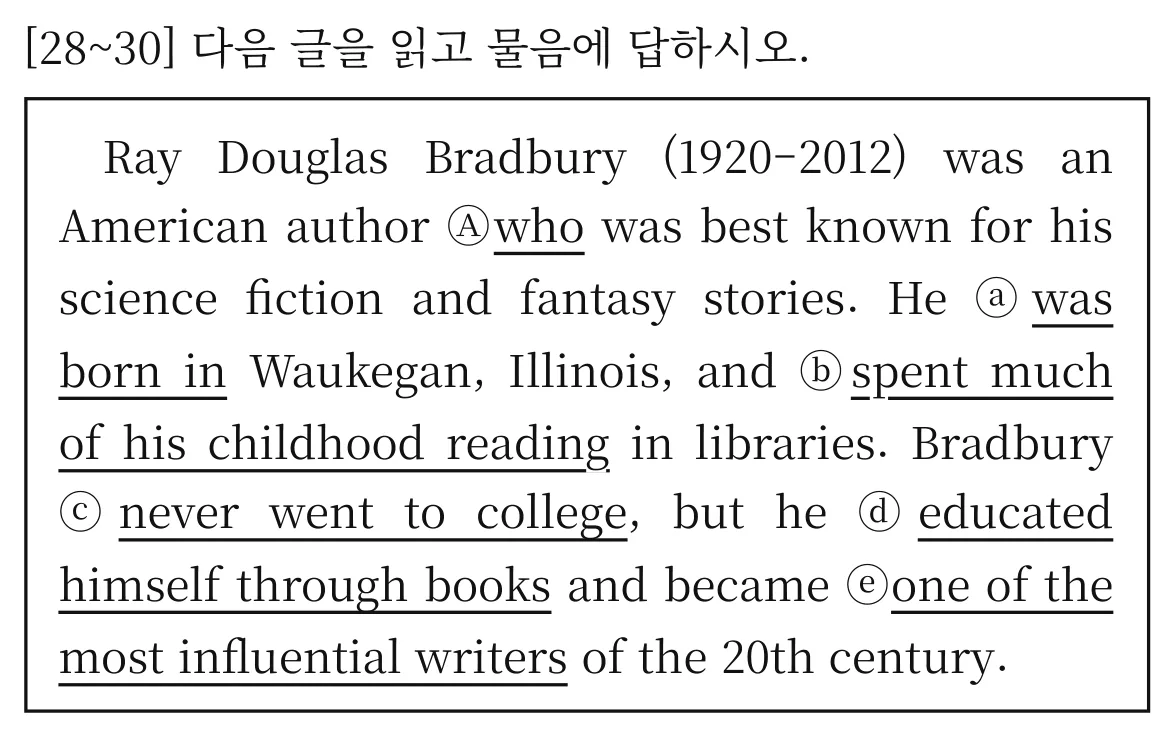 [28~30] 다음 글을 읽고 물음에 답하시오.
Ray Douglas Bradbury (1920-2012) was an
American author Ⓐwho was best known for his
science fiction and fantasy stories. He ⓐ was
born in Waukegan, Illinois, and ⓑspent much
of his childhood reading in libraries. Bradbury
ⓒ never went to college, but he ⓓ educated
himself through books and became ⓔone of the
most influential writers of the 20th century.